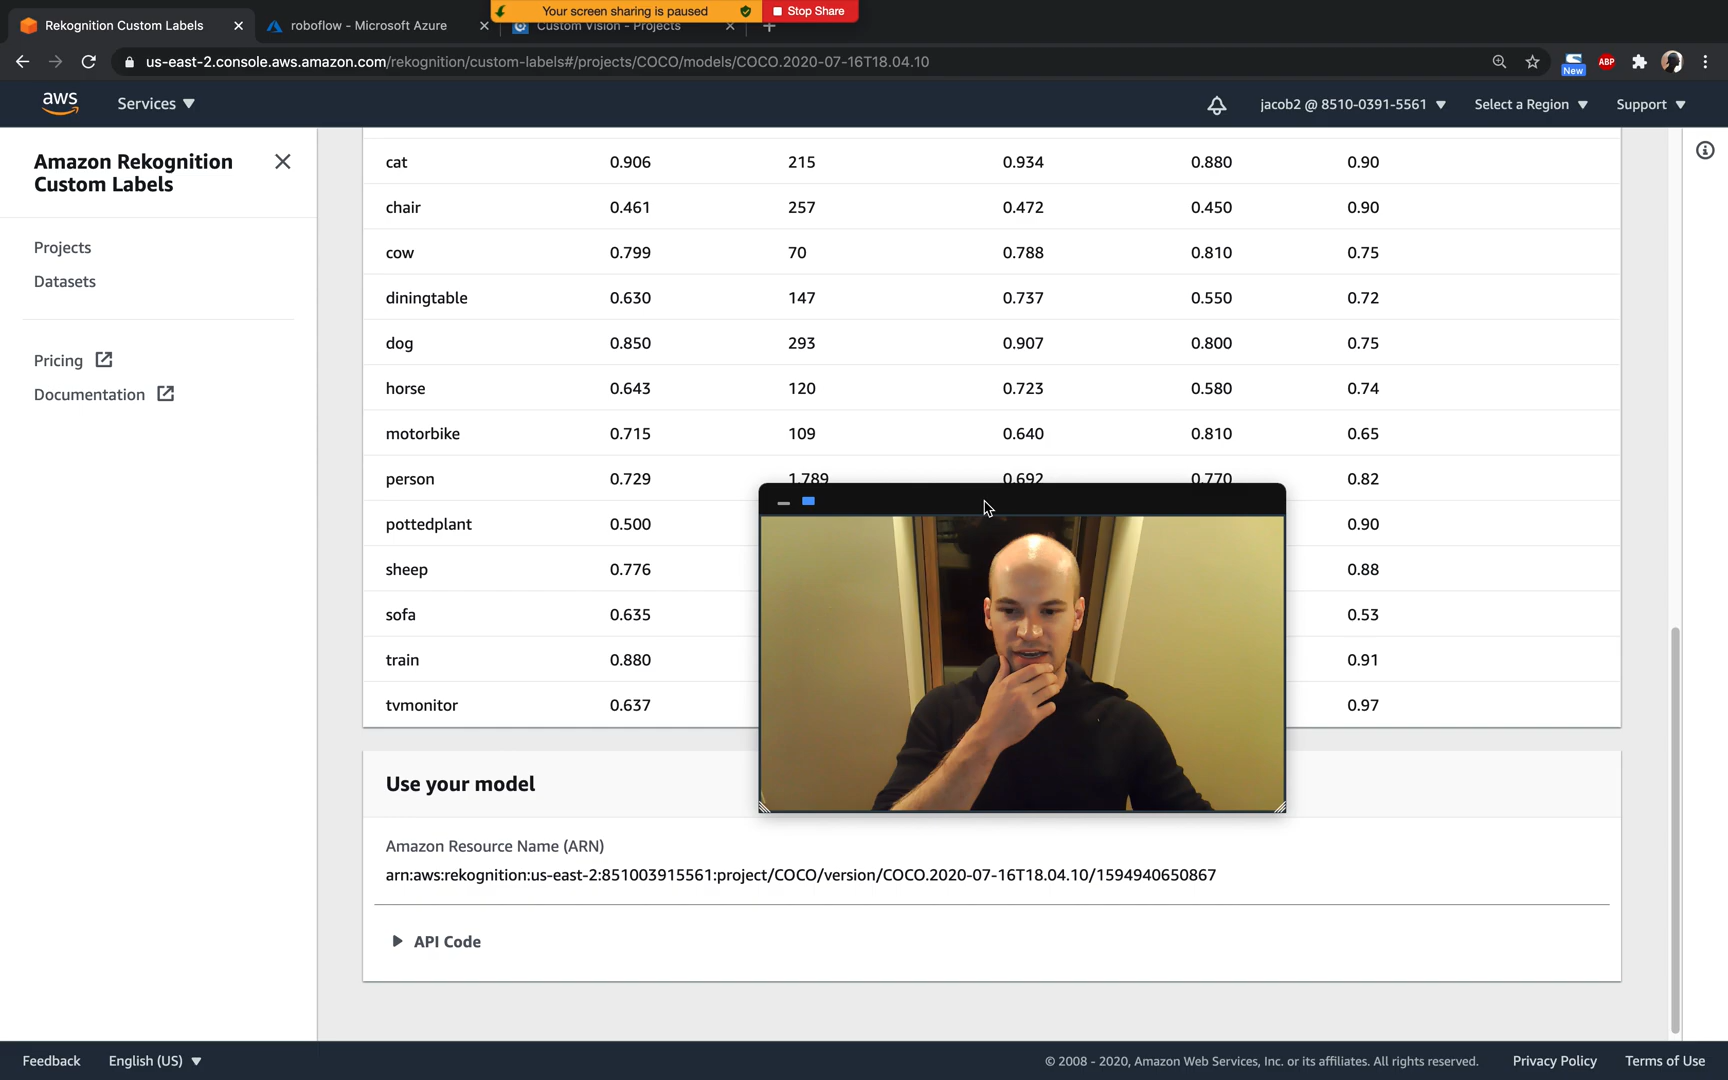 Rekognition Custom Labels
roboflow - Microsoft Azure
Your screen sharing is paused
Stop Share
Custom Vision - Projects
us-east-2.console.aws.amazon.com/rekognition/custom-labels#/projects/COCO/models/COCO.2020-07-16T18.04.10
New
ABP
aws
Services
jacob2 @ 8510-0391-5561
Select a Region
Support
Amazon Rekognition
Custom Labels
Projects
Datasets
Pricing
Documentation
cat 0.906 215 0.934 0.880 0.90
chair 0.461 257 0.472 0.450 0.90
cow 0.799 70 0.788 0.810 0.75
diningtable 0.630 147 0.737 0.550 0.72
dog 0.850 293 0.907 0.800 0.75
horse 0.643 120 0.723 0.580 0.74
motorbike 0.715 109 0.640 0.810 0.65
person 0.729 1,789 0.692 0.770 0.82
pottedplant 0.500 0.90
sheep 0.776 0.88
sofa 0.635 0.53
train 0.880 0.91
tvmonitor 0.637 0.97
Use your model
Amazon Resource Name (ARN)
arn:aws:rekognition:us-east-2:851003915561:project/COCO/version/COCO.2020-07-16T18.04.10/1594940650867
API Code
Feedback
English (US)
© 2008 - 2020, Amazon Web Services, Inc. or its affiliates. All rights reserved.
Privacy Policy
Terms of Use